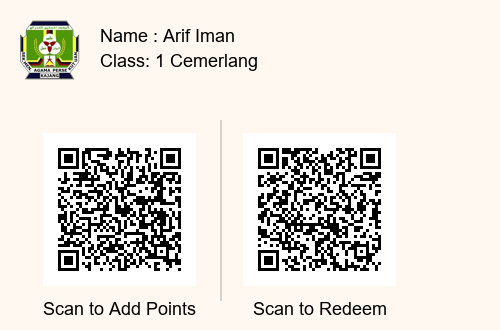 Name : Arif Iman
Class: 1 Cemerlang
AGAMA PERSE
KAJANG
Scan to Add Points
Scan to Redeem